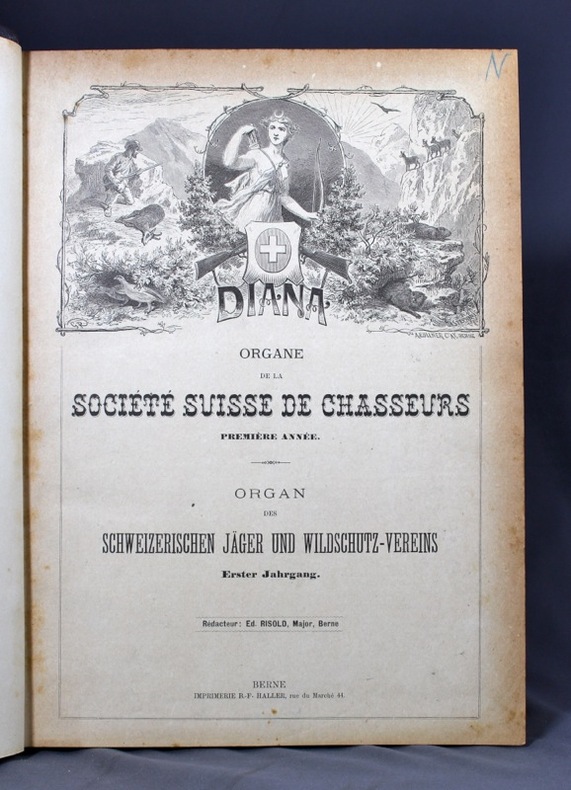 N
DIANA
ORGANE
DE LA
SOCIÉTÉ SUISSE DE CHASSEURS
PREMIÈRE ANNÉE.
ORGAN
DES
SCHWEIZERISCHEN JÄGER UND WILDSCHUTZ-VEREINS
Erster Jahrgang.
Rédacteur: Ed. RISOLD, Major, Berne
BERNE
IMPRIMERIE B.-F. HALLER, rue du Marché 44.